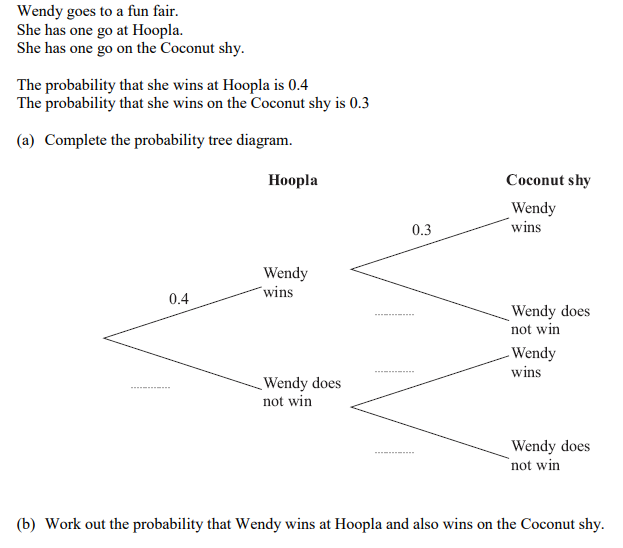 Wendy goes to a fun fair.
She has one go at Hoopla.
She has one go on the Coconut shy.
The probability that she wins at Hoopla is 0.4
The probability that she wins on the Coconut shy is 0.3
(a) Complete the probability tree diagram.
Hoopla
Coconut shy
Wendy
wins
0.3
Wendy
wins
0.4
.............
Wendy does
not win
Wendy
wins
.............
Wendy does
not win
.............
.............
Wendy does
not win
(b) Work out the probability that Wendy wins at Hoopla and also wins on the Coconut shy.